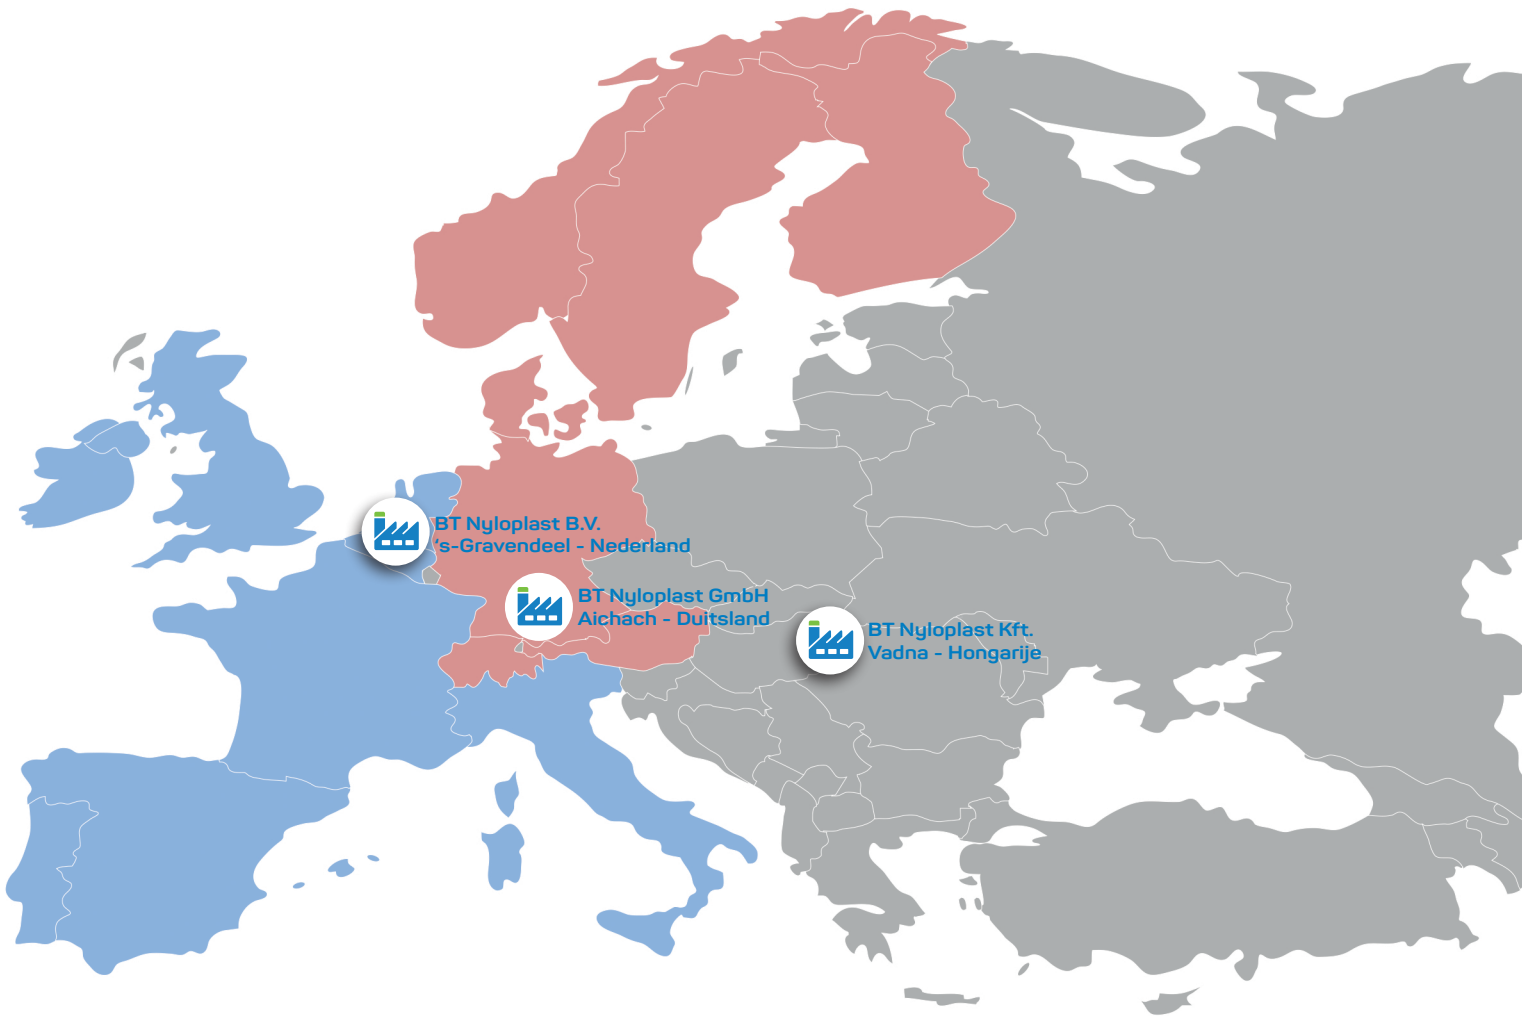 BT Nyloplast B.V.
's-Gravendeel - Nederland
BT Nyloplast GmbH
Aichach - Duitsland
BT Nyloplast Kft.
Vadna - Hongarije